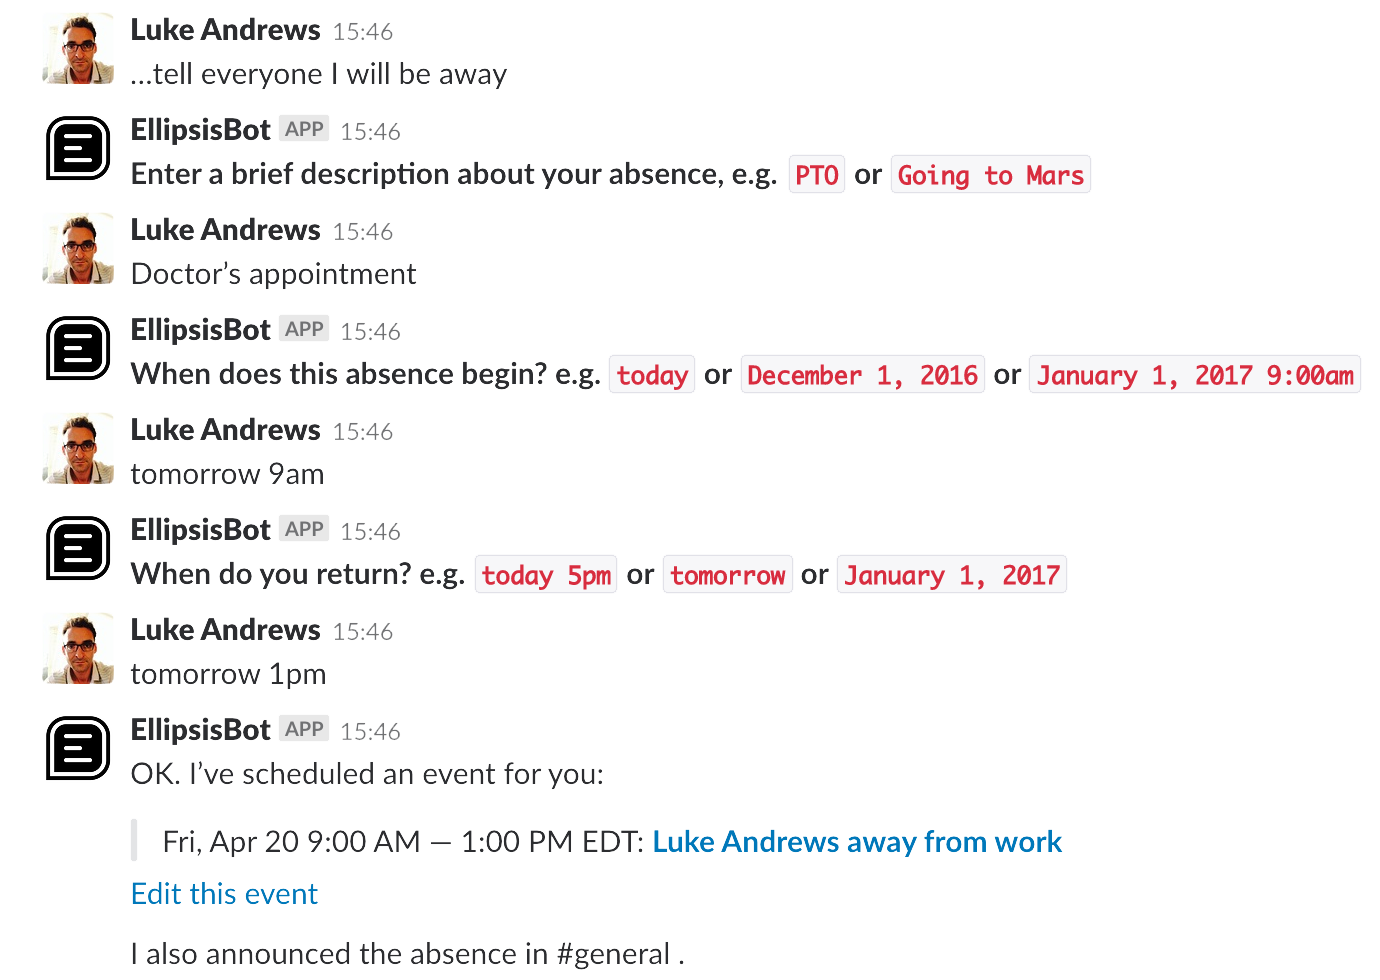 Luke Andrews 15:46
...tell everyone I will be away
EllipsisBot APP 15:46
Enter a brief description about your absence, e.g. PTO or Going to Mars
Luke Andrews 15:46
Doctor’s appointment
EllipsisBot APP 15:46
When does this absence begin? e.g. today or December 1, 2016 or January 1, 2017 9:00am
Luke Andrews 15:46
tomorrow 9am
EllipsisBot APP 15:46
When do you return? e.g. today 5pm or tomorrow or January 1, 2017
Luke Andrews 15:46
tomorrow 1pm
EllipsisBot APP 15:46
OK. I’ve scheduled an event for you:
Fri, Apr 20 9:00 AM — 1:00 PM EDT: Luke Andrews away from work
Edit this event
I also announced the absence in #general .